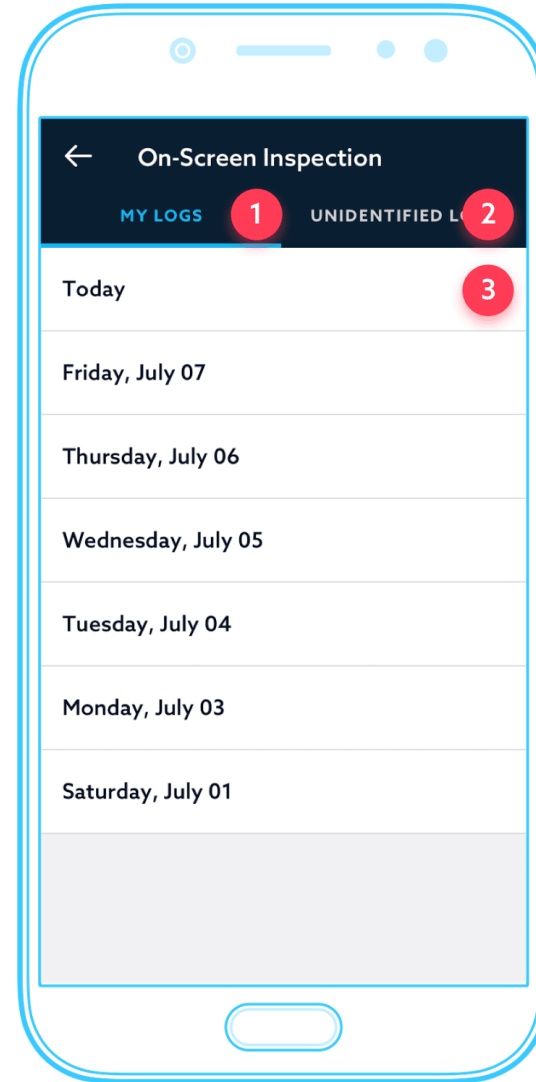 On-Screen Inspection
MY LOGS 1 UNIDENTIFIED 2
Today 3
Friday, July 07
Thursday, July 06
Wednesday, July 05
Tuesday, July 04
Monday, July 03
Saturday, July 01